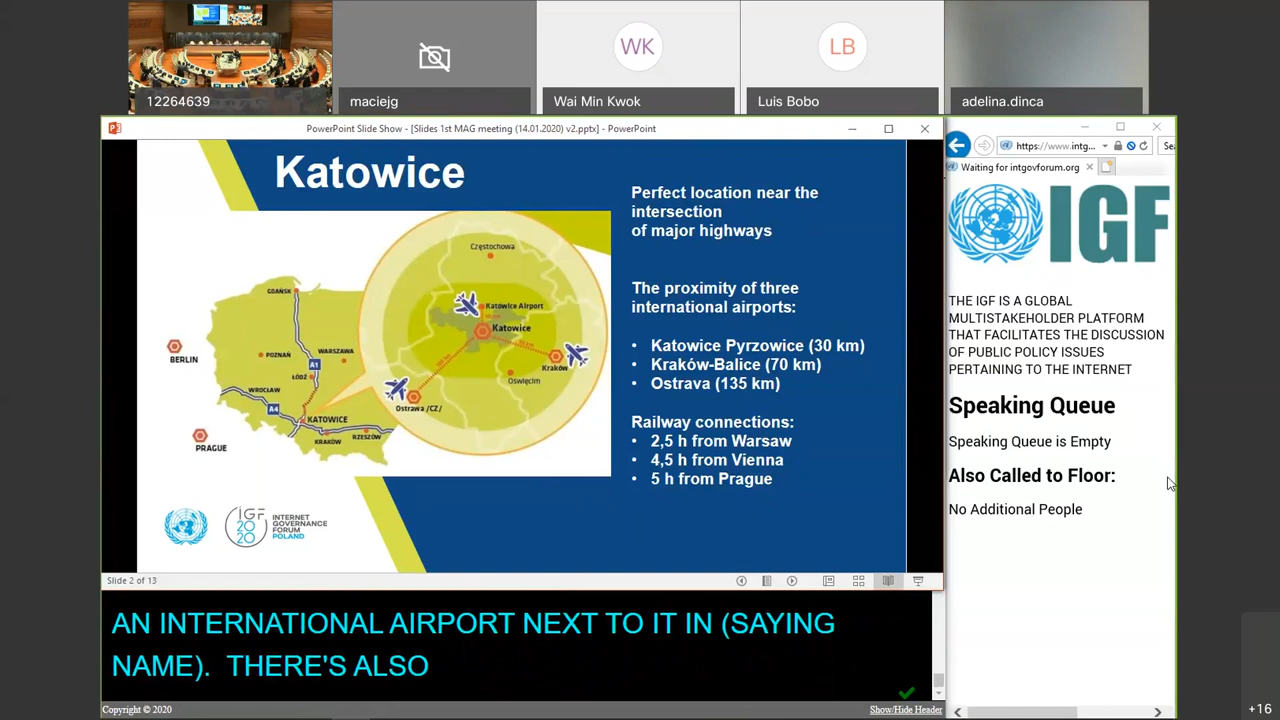 12264639
maciejg
WK
Wai Min Kwok
LB
Luis Bobo
adelina.dinca
PowerPoint Slide Show - [Slides 1st MAG meeting (14.01.2020) v2.pptx] - PowerPoint
Katowice
Perfect location near the
intersection
of major highways
The proximity of three
international airports:
• Katowice Pyrzowice (30 km)
• Kraków-Balice (70 km)
• Ostrava (135 km)
Railway connections:
• 2,5 h from Warsaw
• 4,5 h from Vienna
• 5 h from Prague
Częstochowa
Katowice Airport
Katowice
Kraków
Oświęcim
Ostrawa /CZ/
GDAŃSK
POZNAŃ
WARSZAWA
BERLIN
ŁÓDŹ
A1
WROCŁAW
A4
KATOWICE
PRAGUE
KRAKÓW
RZESZÓW
IGF
20
20
INTERNET
GOVERNANCE
FORUM
POLAND
Slide 2 of 13
AN INTERNATIONAL AIRPORT NEXT TO IT IN (SAYING
NAME). THERE'S ALSO
Copyright © 2020
Show/Hide Header
https://www.intg...
Sea
Waiting for intgovforum.org
IGF
THE IGF IS A GLOBAL
MULTISTAKEHOLDER PLATFORM
THAT FACILITATES THE DISCUSSION
OF PUBLIC POLICY ISSUES
PERTAINING TO THE INTERNET
Speaking Queue
Speaking Queue is Empty
Also Called to Floor:
No Additional People
+16